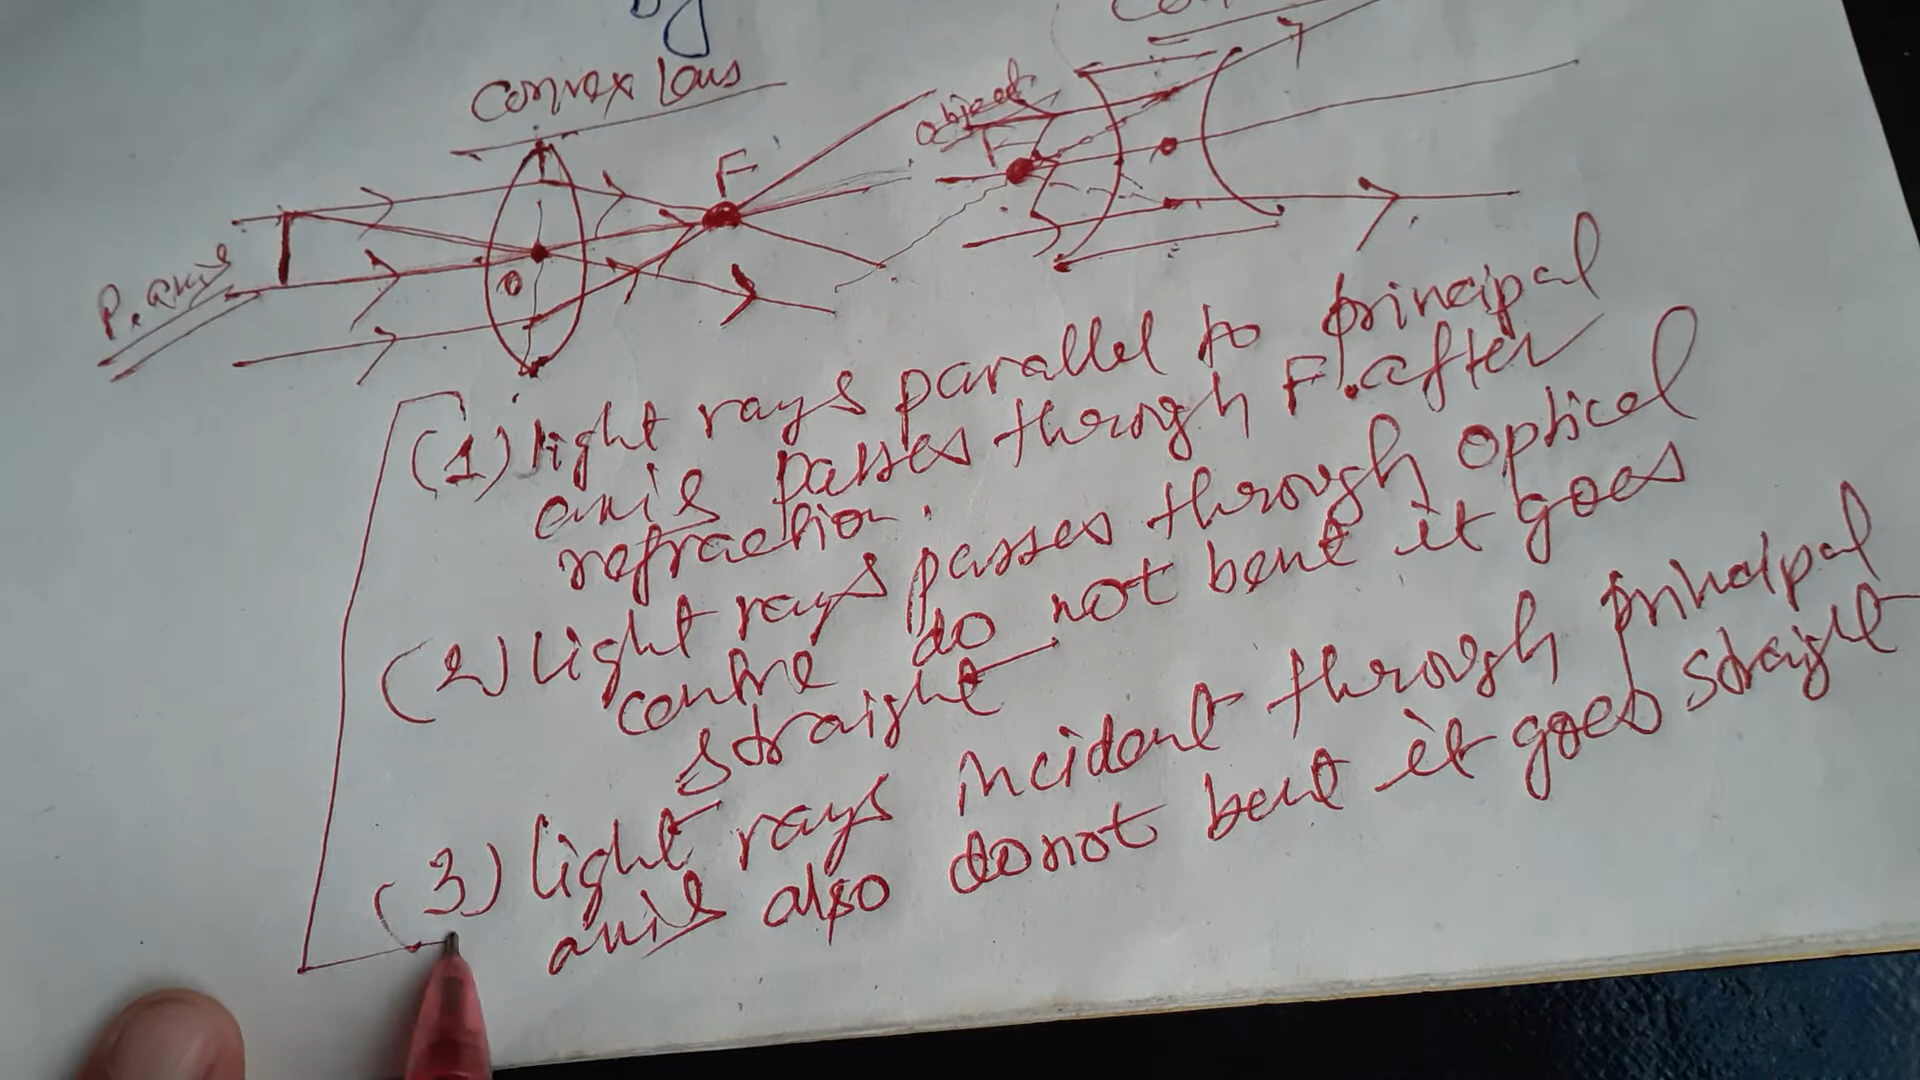 by
Convex lens
object
F
F
P. axis
O
(1) light rays parallel to principal
axis passes through F. after
refraction.
(2) light rays passes through optical
centre do not bent it goes
straight
(3) light rays incident through principal
axis also donot bent it goes straight